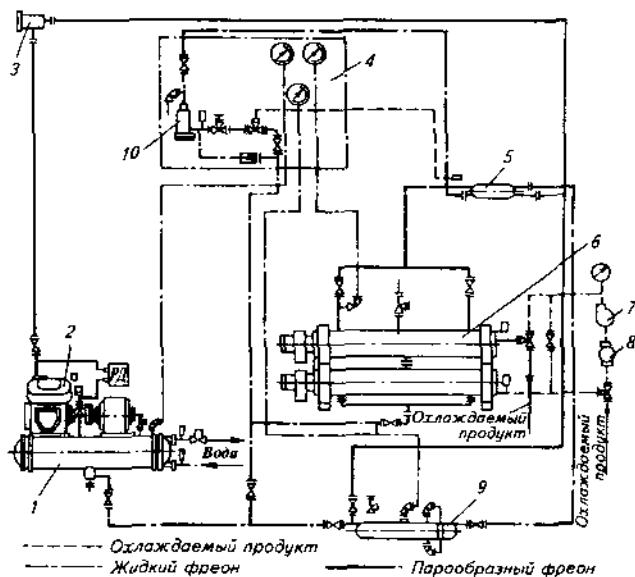 3
4
10
5
6
7
8
2
РД
Охлаждаемый
продукт
Вода
1
9
Охлаждаемый
продукт
Охлаждаемый продукт
Жидкий фреон
Парообразный фреон